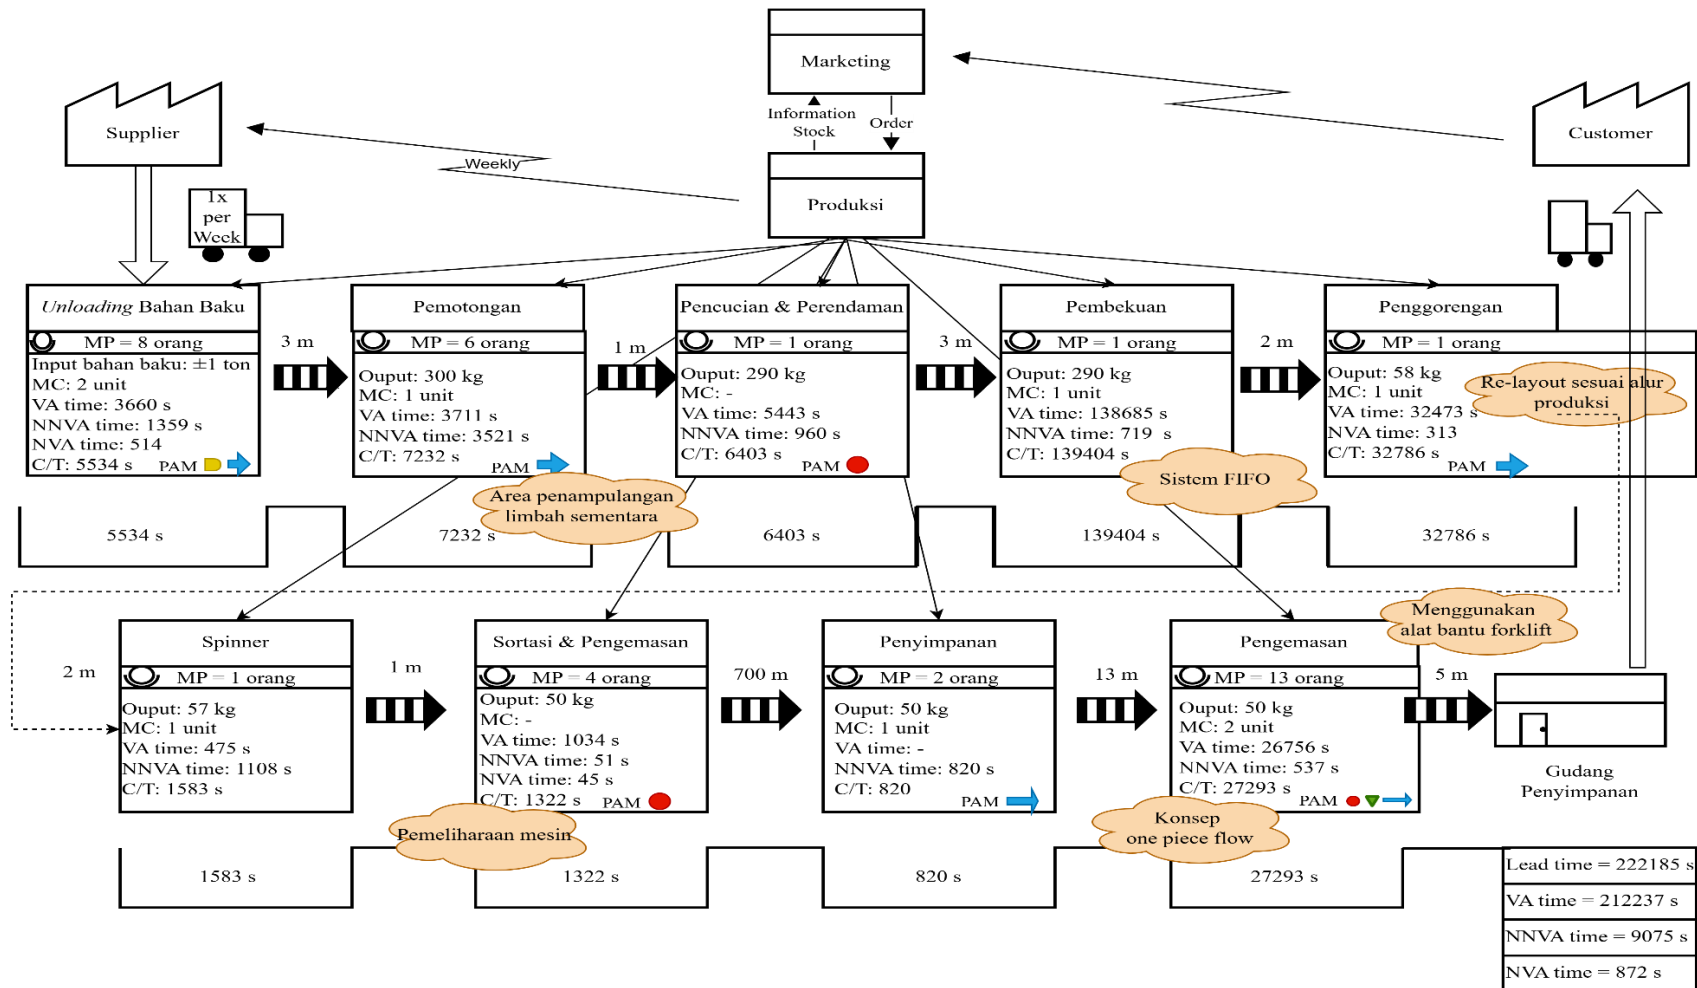 Marketing
Information
Stock
Order
Produksi
Supplier
Weekly
Customer
1x
per
Week
Unloading Bahan Baku
MP = 8 orang
Input bahan baku: ±1 ton
MC: 2 unit
VA time: 3660 s
NNVA time: 1359 s
NVA time: 514
C/T: 5534 s
PAM
3 m
Pemotongan
MP = 6 orang
Ouput: 300 kg
MC: 1 unit
VA time: 3711 s
NNVA time: 3521 s
C/T: 7232 s
PAM
1 m
Pencucian & Perendaman
MP = 1 orang
Ouput: 290 kg
MC: -
VA time: 5443 s
NNVA time: 960 s
C/T: 6403 s
PAM
3 m
Pembekuan
MP = 1 orang
Ouput: 290 kg
MC: 1 unit
VA time: 138685 s
NNVA time: 719 s
C/T: 139404 s
2 m
Penggorengan
MP = 1 orang
Ouput: 58 kg
MC: 1 unit
VA time: 32473 s
NVA time: 313
C/T: 32786 s
PAM
Re-layout sesuai alur
produksi
Area penampulangan
limbah sementara
Sistem FIFO
5534 s
7232 s
6403 s
139404 s
32786 s
2 m
Spinner
MP = 1 orang
Ouput: 57 kg
MC: 1 unit
VA time: 475 s
NNVA time: 1108 s
C/T: 1583 s
1 m
Sortasi & Pengemasan
MP = 4 orang
Ouput: 50 kg
MC: -
VA time: 1034 s
NNVA time: 51 s
NVA time: 45 s
C/T: 1322 s
PAM
700 m
Penyimpanan
MP = 2 orang
Ouput: 50 kg
MC: 1 unit
VA time: -
NNVA time: 820 s
C/T: 820
PAM
13 m
Pengemasan
MP = 13 orang
Ouput: 50 kg
MC: 2 unit
VA time: 26756 s
NNVA time: 537 s
C/T: 27293 s
PAM
5 m
Menggunakan
alat bantu forklift
Gudang
Penyimpanan
Pemeliharaan mesin
Konsep
one piece flow
1583 s
1322 s
820 s
27293 s
Lead time = 222185 s
VA time = 212237 s
NNVA time = 9075 s
NVA time = 872 s